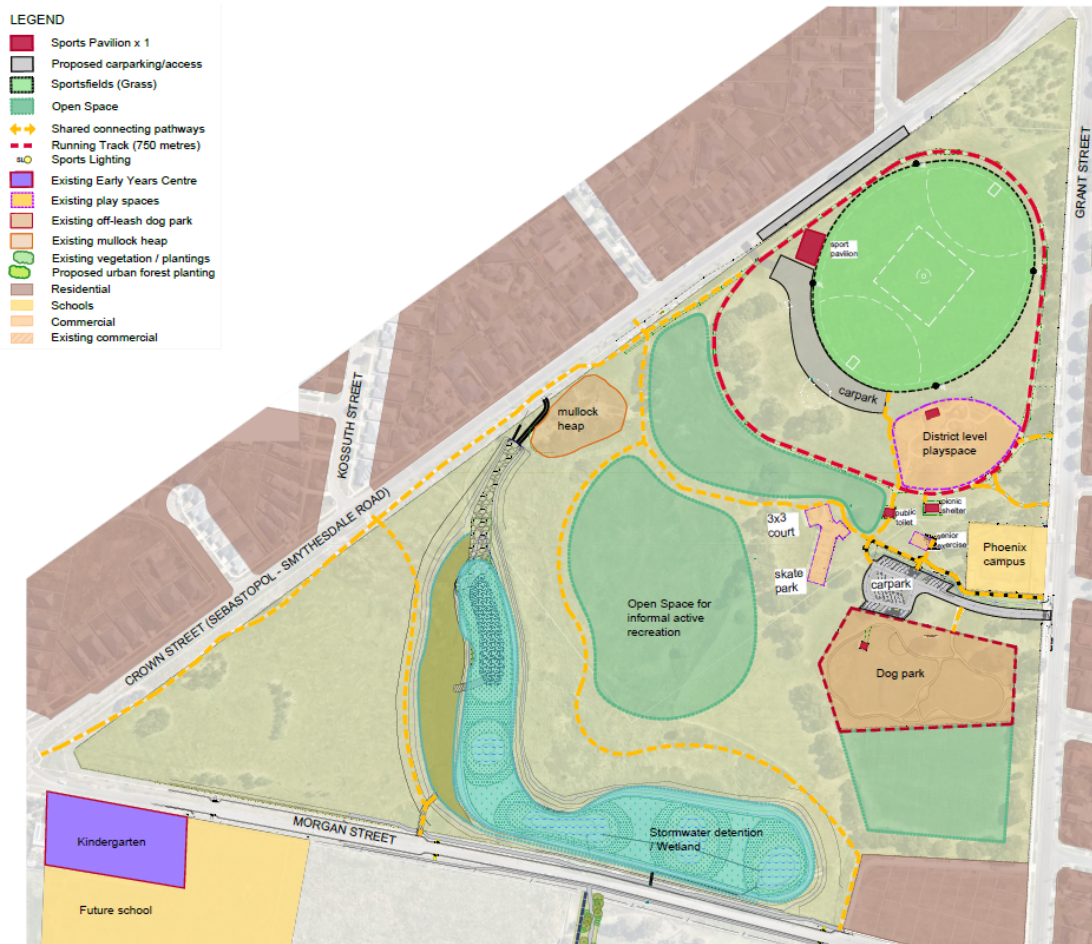 LEGEND
Sports Pavilion x 1
Proposed carparking/access
Sportsfields (Grass)
Open Space
Shared connecting pathways
Running Track (750 metres)
SL
Sports Lighting
Existing Early Years Centre
Existing play spaces
Existing off-leash dog park
Existing mullock heap
Existing vegetation / plantings
Proposed urban forest planting
Residential
Schools
Commercial
Existing commercial
GRANT STREET
sport
pavilion
carpark
District level
playspace
mullock
heap
KOSSUTH STREET
CROWN STREET (SEBASTOPOL - SMYTHESDALE ROAD)
3x3
court
skate
park
public
toilet
picnic
shelter
senior
exercise
Phoenix
campus
carpark
Open Space for
informal active
recreation
Dog park
Stormwater detention
/ Wetland
MORGAN STREET
Kindergarten
Future school